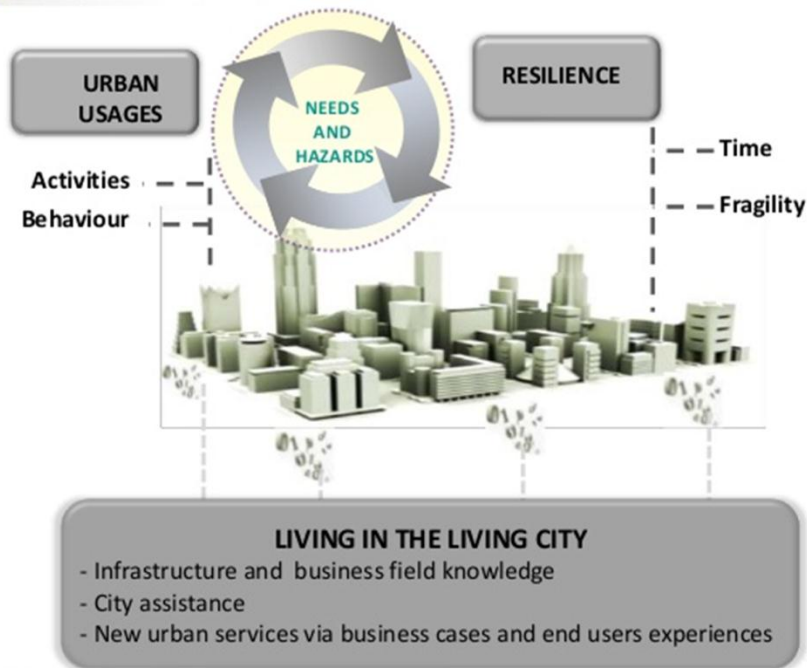 URBAN
USAGES
NEEDS
AND
HAZARDS
RESILIENCE
Activities
Behaviour
Time
Fragility
LIVING IN THE LIVING CITY
- Infrastructure and business field knowledge
- City assistance
- New urban services via business cases and end users experiences